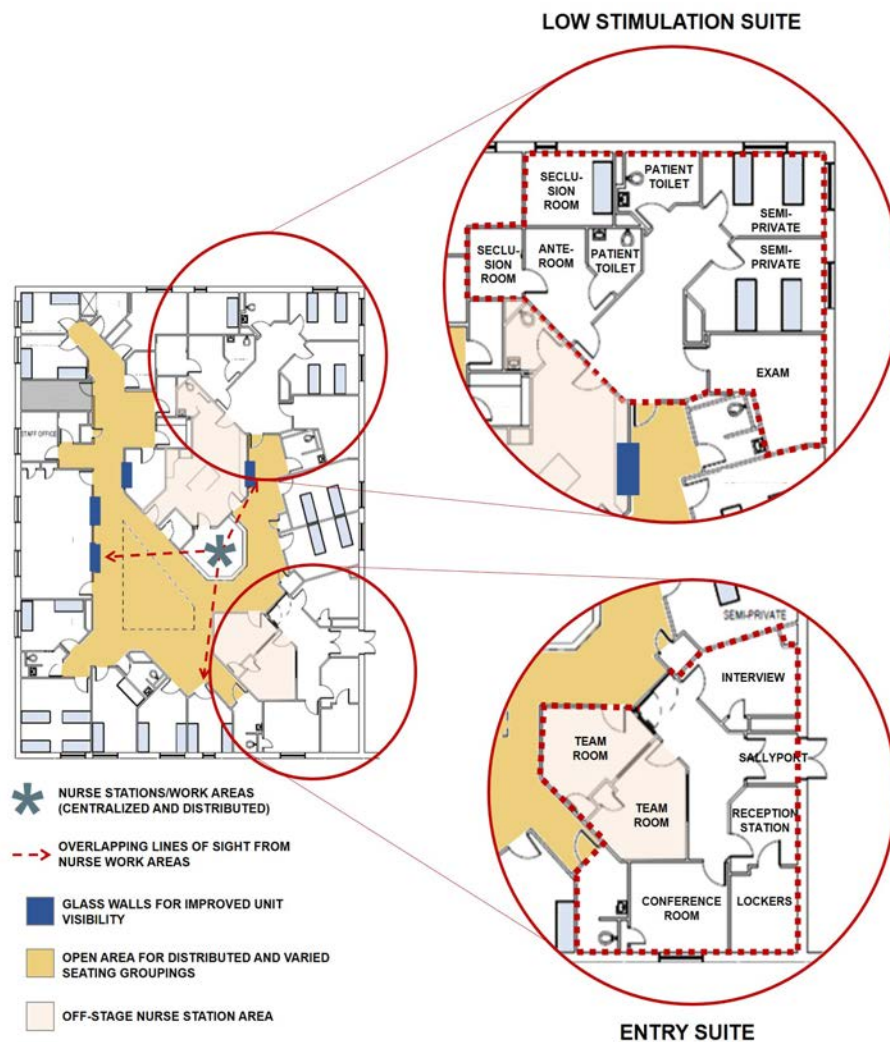 LOW STIMULATION SUITE
SECLU-
SION
ROOM
PATIENT
TOILET
SEMI-
PRIVATE
SECLU-
SION
ROOM
ANTE-
ROOM
PATIENT
TOILET
SEMI-
PRIVATE
EXAM
STAFF OFFICE
SEMI-PRIVATE
INTERVIEW
TEAM
ROOM
SALLYPORT
TEAM
ROOM
RECEPTION
STATION
CONFERENCE
ROOM
LOCKERS
NURSE STATIONS/WORK AREAS
(CENTRALIZED AND DISTRIBUTED)
OVERLAPPING LINES OF SIGHT FROM
NURSE WORK AREAS
GLASS WALLS FOR IMPROVED UNIT
VISIBILITY
OPEN AREA FOR DISTRIBUTED AND VARIED
SEATING GROUPINGS
OFF-STAGE NURSE STATION AREA
ENTRY SUITE